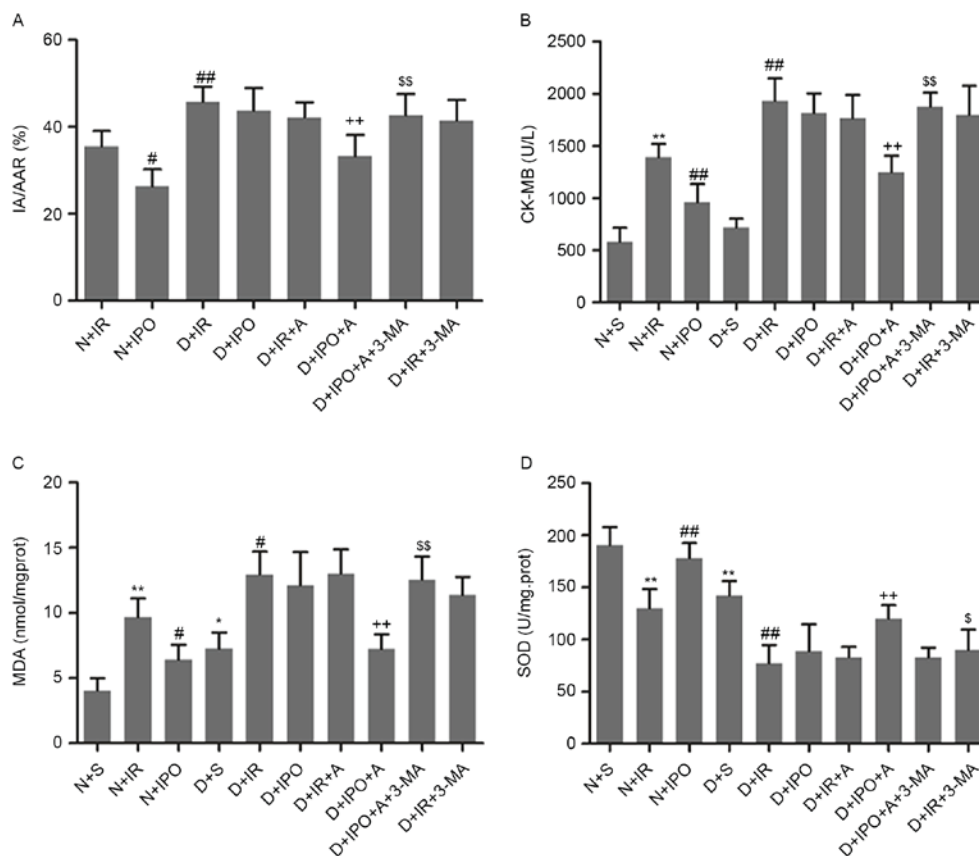 A
IA/AAR (%)
60
40
20
0
#
##
++
$$
N+IR
N+IPO
D+IR
D+IPO
D+IR+A
D+IPO+A
D+IPO+A+3-MA
D+IR+3-MA
B
CK-MB (U/L)
2500
2000
1500
1000
500
0
**
##
##
++
$$
N+S
N+IR
N+IPO
D+S
D+IR
D+IPO
D+IR+A
D+IPO+A
D+IPO+A+3-MA
D+IR+3-MA
C
MDA (nmol/mgprot)
20
15
10
5
0
**
#
*
#
++
$$
N+S
N+IR
N+IPO
D+S
D+IR
D+IPO
D+IR+A
D+IPO+A
D+IPO+A+3-MA
D+IR+3-MA
D
SOD (U/mg.prot)
250
200
150
100
50
0
**
##
**
##
++
$
N+S
N+IR
N+IPO
D+S
D+IR
D+IPO
D+IR+A
D+IPO+A
D+IPO+A+3-MA
D+IR+3-MA